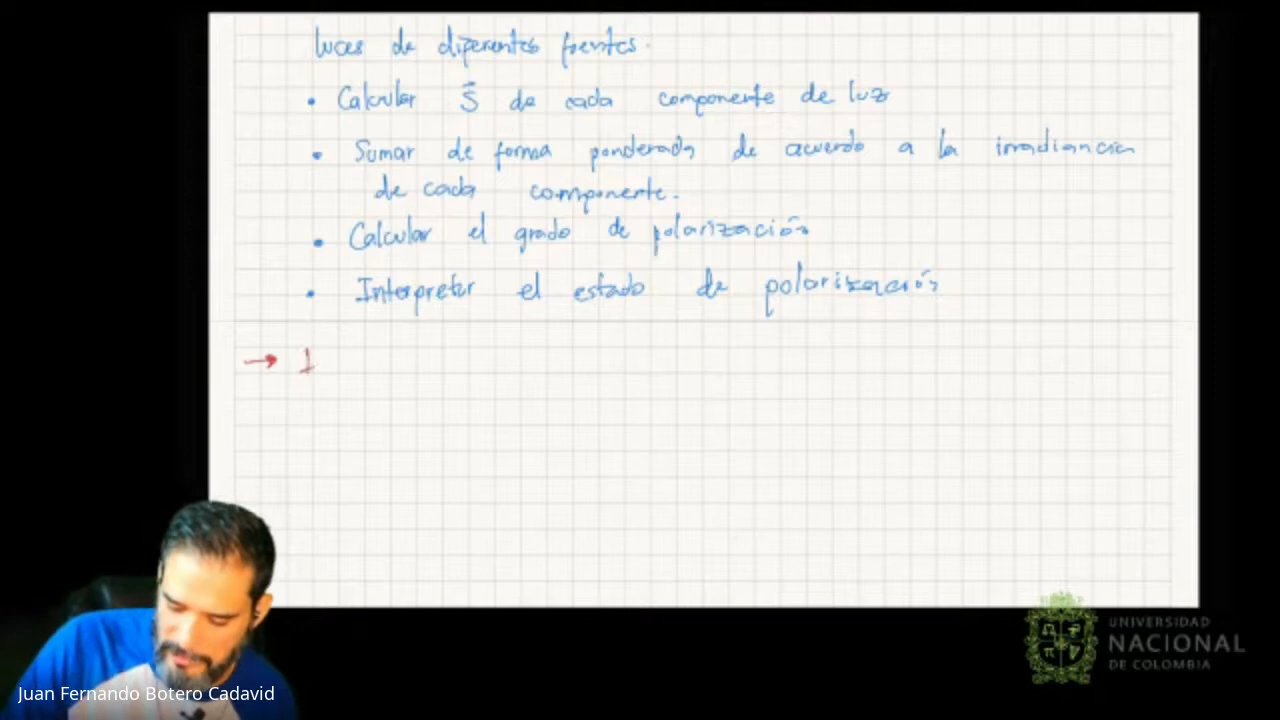 luces de diferentes fuentes.
• Calcular S⃗ de cada componente de luz
• Sumar de forma ponderada de acuerdo a la irradiancia
de cada componente.
• Calcular el grado de polarización
• Interpretar el estado de polarización
→ I
Juan Fernando Botero Cadavid
UNIVERSIDAD
NACIONAL
DE COLOMBIA